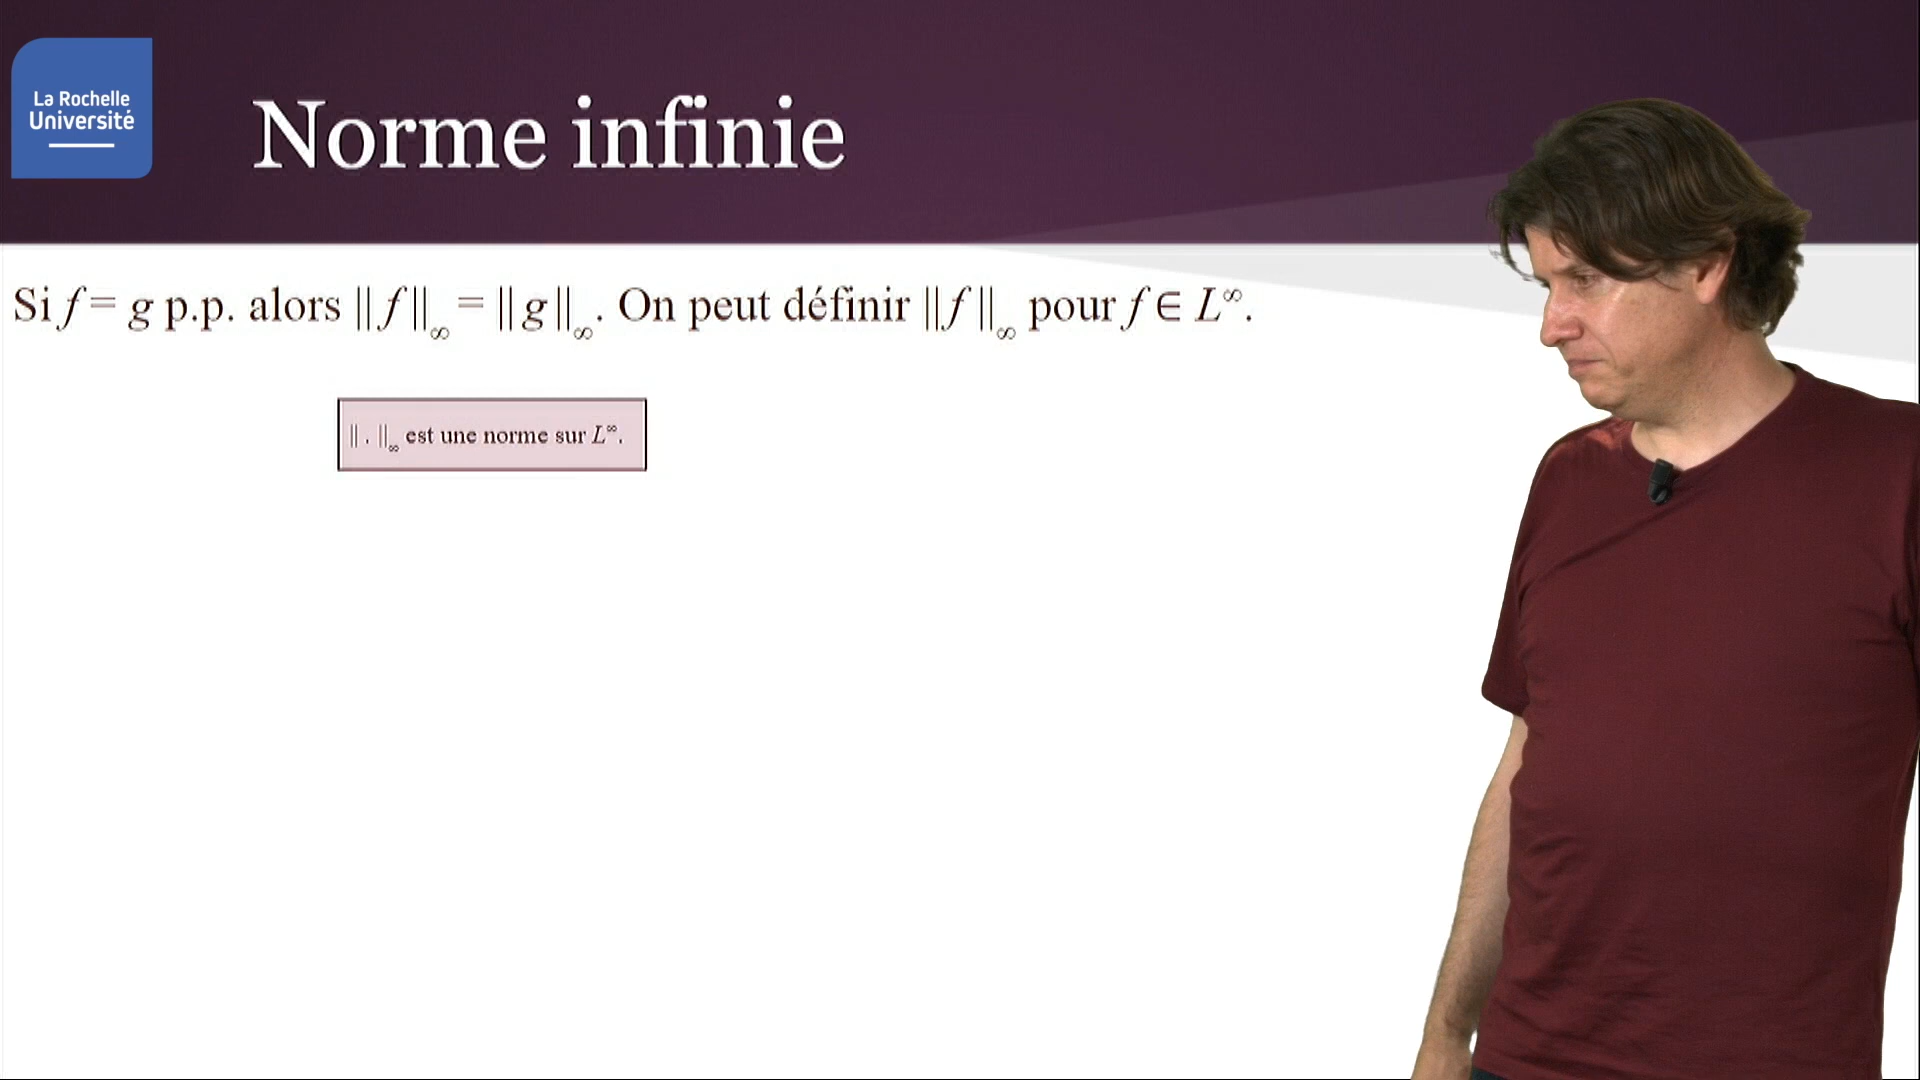 La Rochelle
Université
Norme infinie
Si f = g p.p. alors ||f||∞ = ||g||∞. On peut définir ||f||∞ pour f ∈ L∞.
|| . ||∞ est une norme sur L∞.